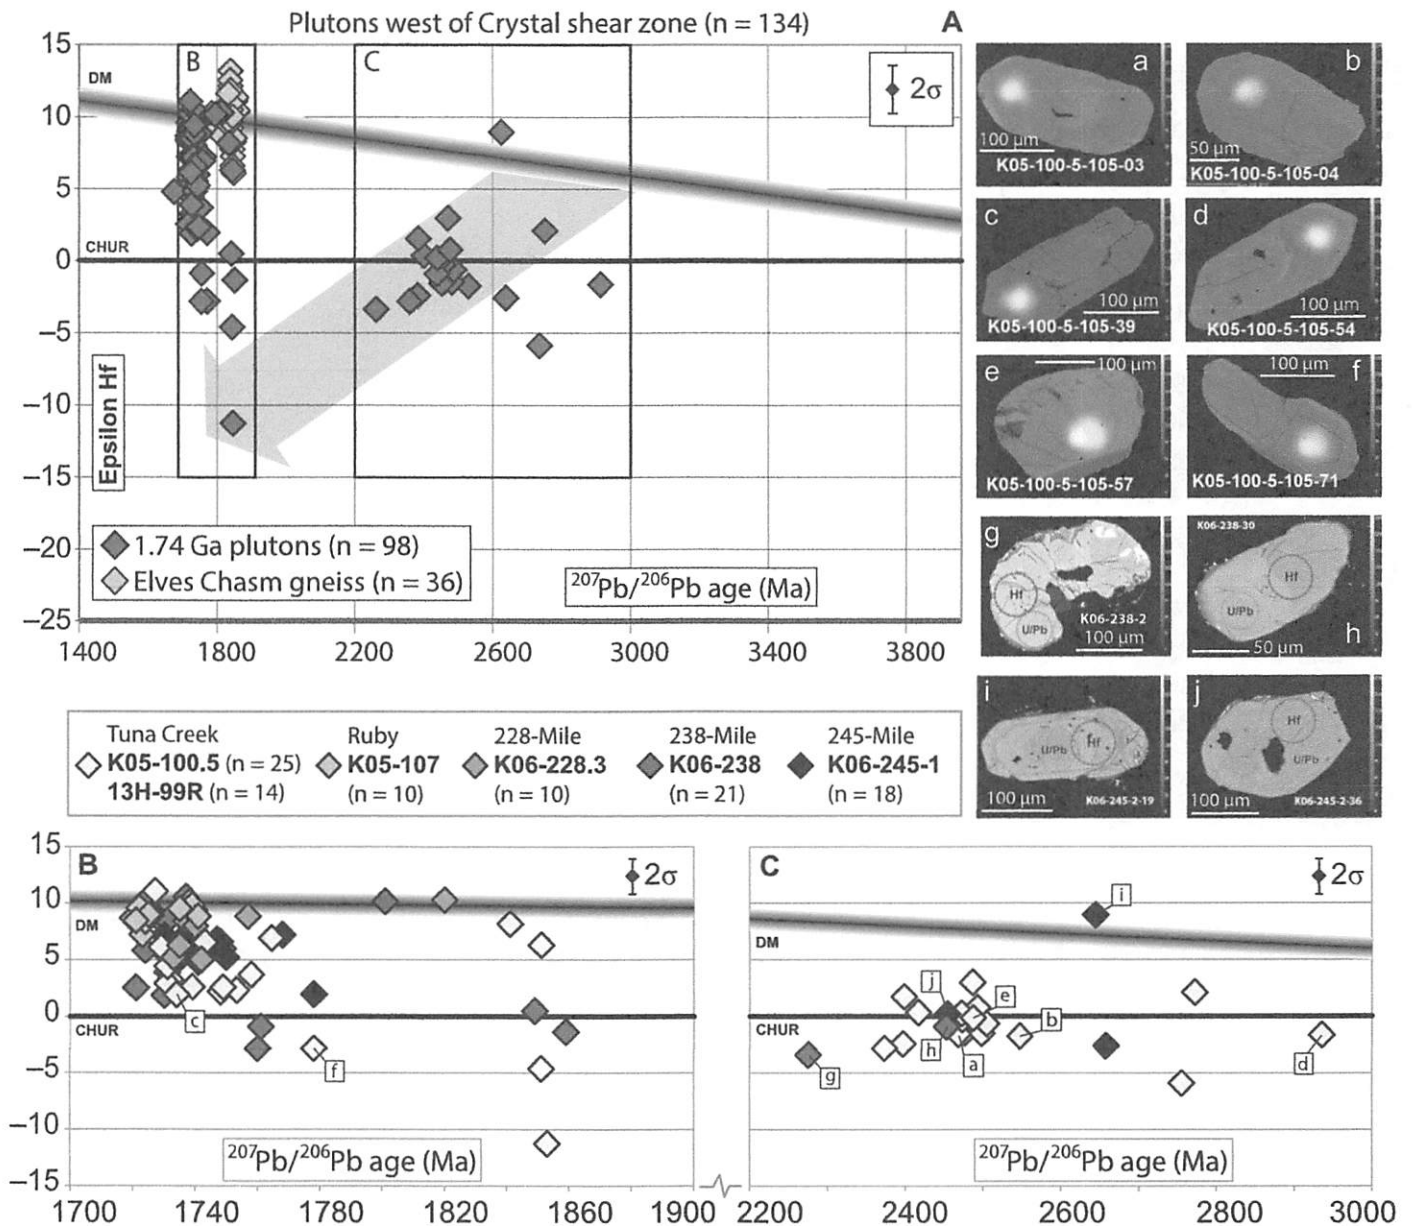 Plutons west of Crystal shear zone (n = 134)
A
15
10
5
0
−5
−10
−15
−20
−25
DM
B
C
2σ
CHUR
Epsilon Hf
1.74 Ga plutons (n = 98)
Elves Chasm gneiss (n = 36)
207Pb/206Pb age (Ma)
1400 1800 2200 2600 3000 3400 3800
a
100 µm
K05-100-5-105-03
b
50 µm
K05-100-5-105-04
c
100 µm
K05-100-5-105-39
d
100 µm
K05-100-5-105-54
e
100 µm
K05-100-5-105-57
f
100 µm
K05-100-5-105-71
g
Hf
U/Pb
K06-238-2
100 µm
K06-238-30
Hf
U/Pb
h
50 µm
i
U/Pb
Hf
100 µm
K06-245-2-19
j
Hf
U/Pb
100 µm
K06-245-2-36
Tuna Creek
K05-100.5 (n = 25)
13H-99R (n = 14)
Ruby
K05-107
(n = 10)
228-Mile
K06-228.3
(n = 10)
238-Mile
K06-238
(n = 21)
245-Mile
K06-245-1
(n = 18)
15
10
5
0
−5
−10
−15
B
2σ
DM
CHUR
c
f
207Pb/206Pb age (Ma)
1700 1740 1780 1820 1860 1900
C
2σ
i
DM
j
e
b
CHUR
h
a
d
g
207Pb/206Pb age (Ma)
2200 2400 2600 2800 3000